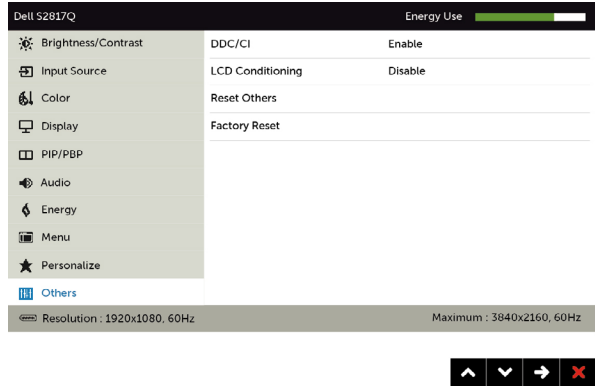 Dell S2817Q Energy Use
Brightness/Contrast DDC/CI Enable
Input Source LCD Conditioning Disable
Color Reset Others
Display Factory Reset
PIP/PBP
Audio
Energy
Menu
Personalize
Others
Resolution : 1920x1080, 60Hz Maximum : 3840x2160, 60Hz